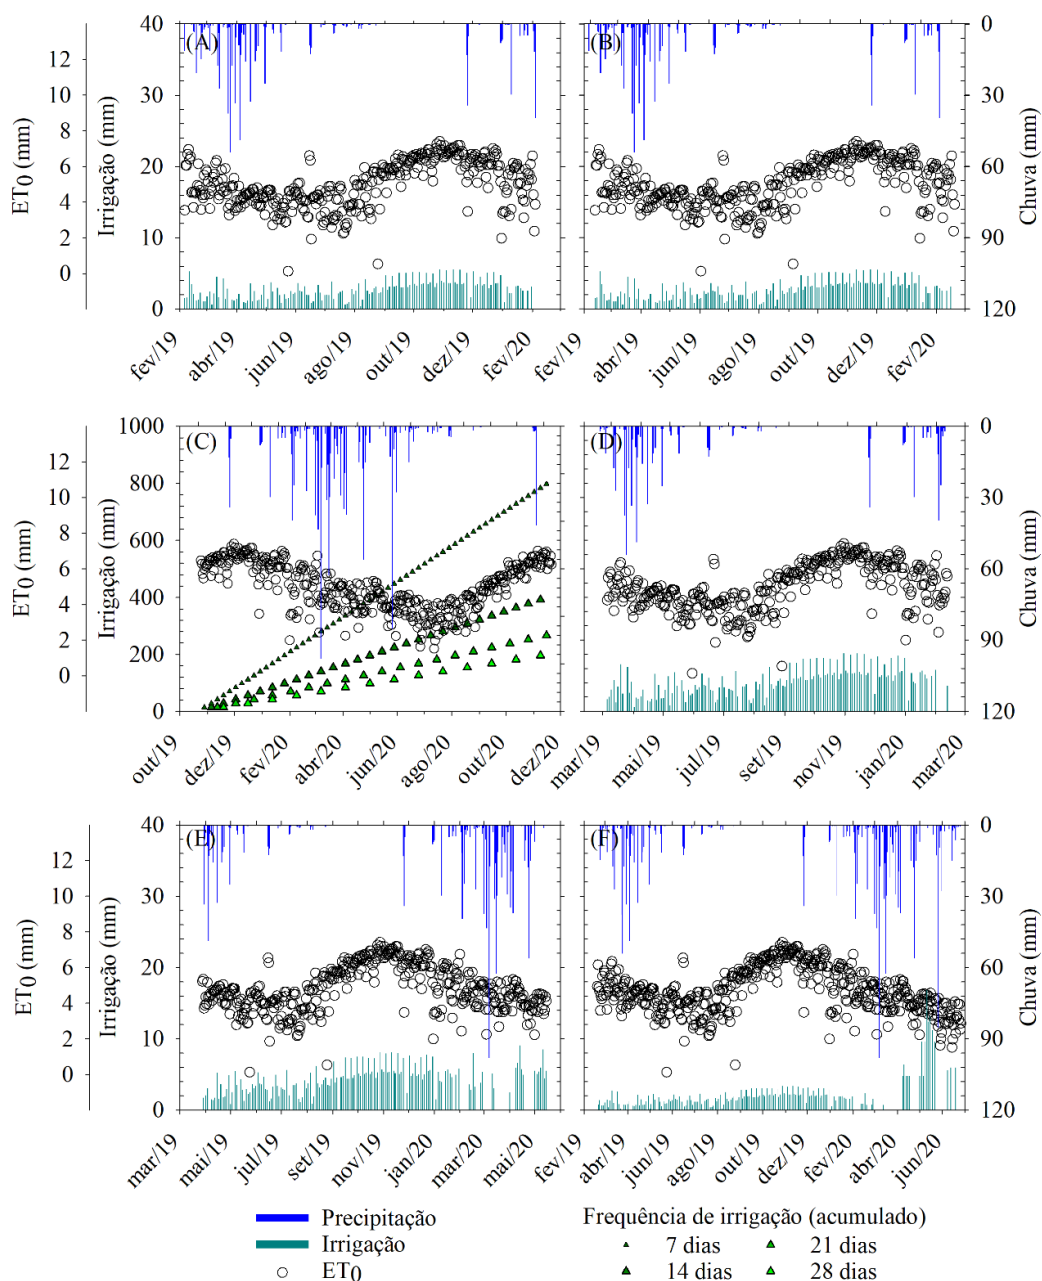 (A)
(B)
ET0 (mm)
12
10
8
6
4
2
0
Irrigação (mm)
40
30
20
10
0
Chuva (mm)
0
30
60
90
120
fev/19
abr/19
jun/19
ago/19
out/19
dez/19
fev/20
fev/19
abr/19
jun/19
ago/19
out/19
dez/19
fev/20
(C)
(D)
ET0 (mm)
12
10
8
6
4
2
0
Irrigação (mm)
1000
800
600
400
200
0
Chuva (mm)
0
30
60
90
120
out/19
dez/19
fev/20
abr/20
jun/20
ago/20
out/20
dez/20
mar/19
mai/19
jul/19
set/19
nov/19
jan/20
mar/20
(E)
(F)
ET0 (mm)
12
10
8
6
4
2
0
Irrigação (mm)
40
30
20
10
0
Chuva (mm)
0
30
60
90
120
mar/19
mai/19
jul/19
set/19
nov/19
jan/20
mar/20
mai/20
fev/19
abr/19
jun/19
ago/19
out/19
dez/19
fev/20
abr/20
jun/20
Precipitação
Irrigação
ET0
Frequência de irrigação (acumulado)
7 dias
21 dias
14 dias
28 dias